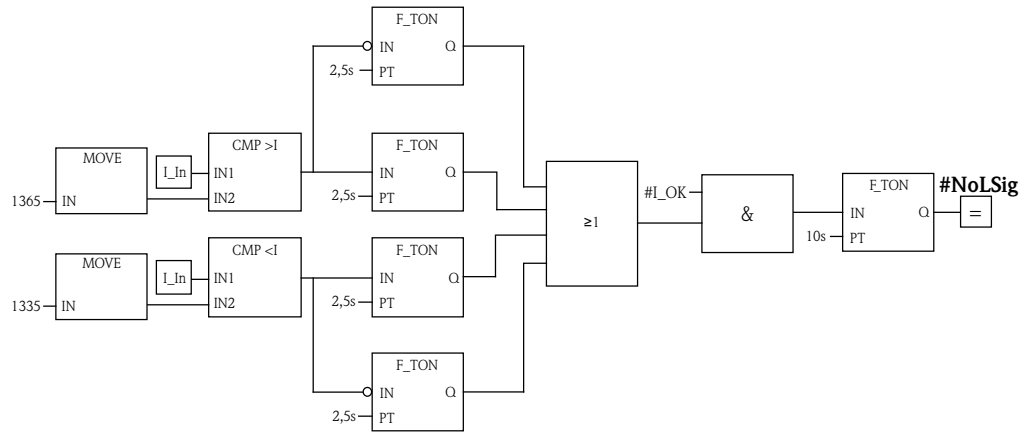 F_TON
IN Q
2,5s PT
CMP >I
F_TON
MOVE
I_In IN1
IN Q
1365 IN
IN2
2,5s PT
F_TON
#NoLSig
#I_OK
≥1
&
IN Q =
10s PT
CMP <I
F_TON
MOVE
I_In IN1
IN Q
1335 IN
IN2
2,5s PT
F_TON
IN Q
2,5s PT